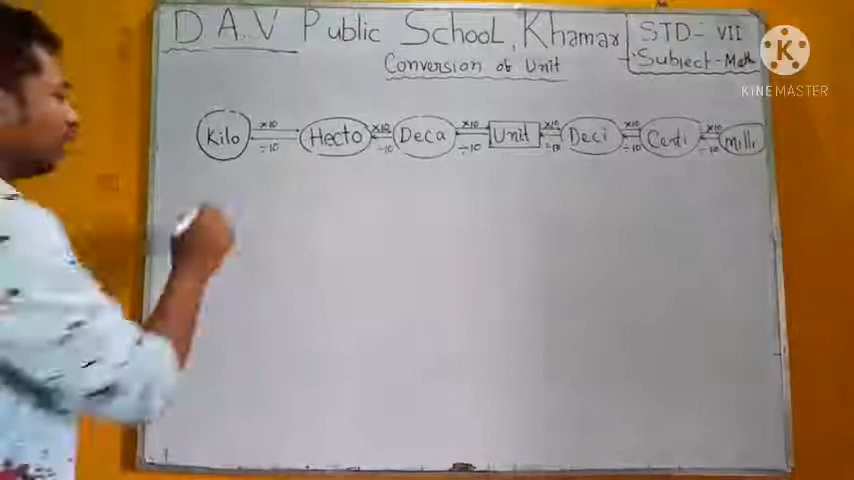 DAV Public School, Khamar
STD- VII
Subject-Math
Conversion of Unit
K
KINEMASTER
×10 ×10 ×10 ×10 ×10 ×10
Kilo Hecto Deca Unit Deci Centi Milli
÷10 ÷10 ÷10 ÷10 ÷10 ÷10